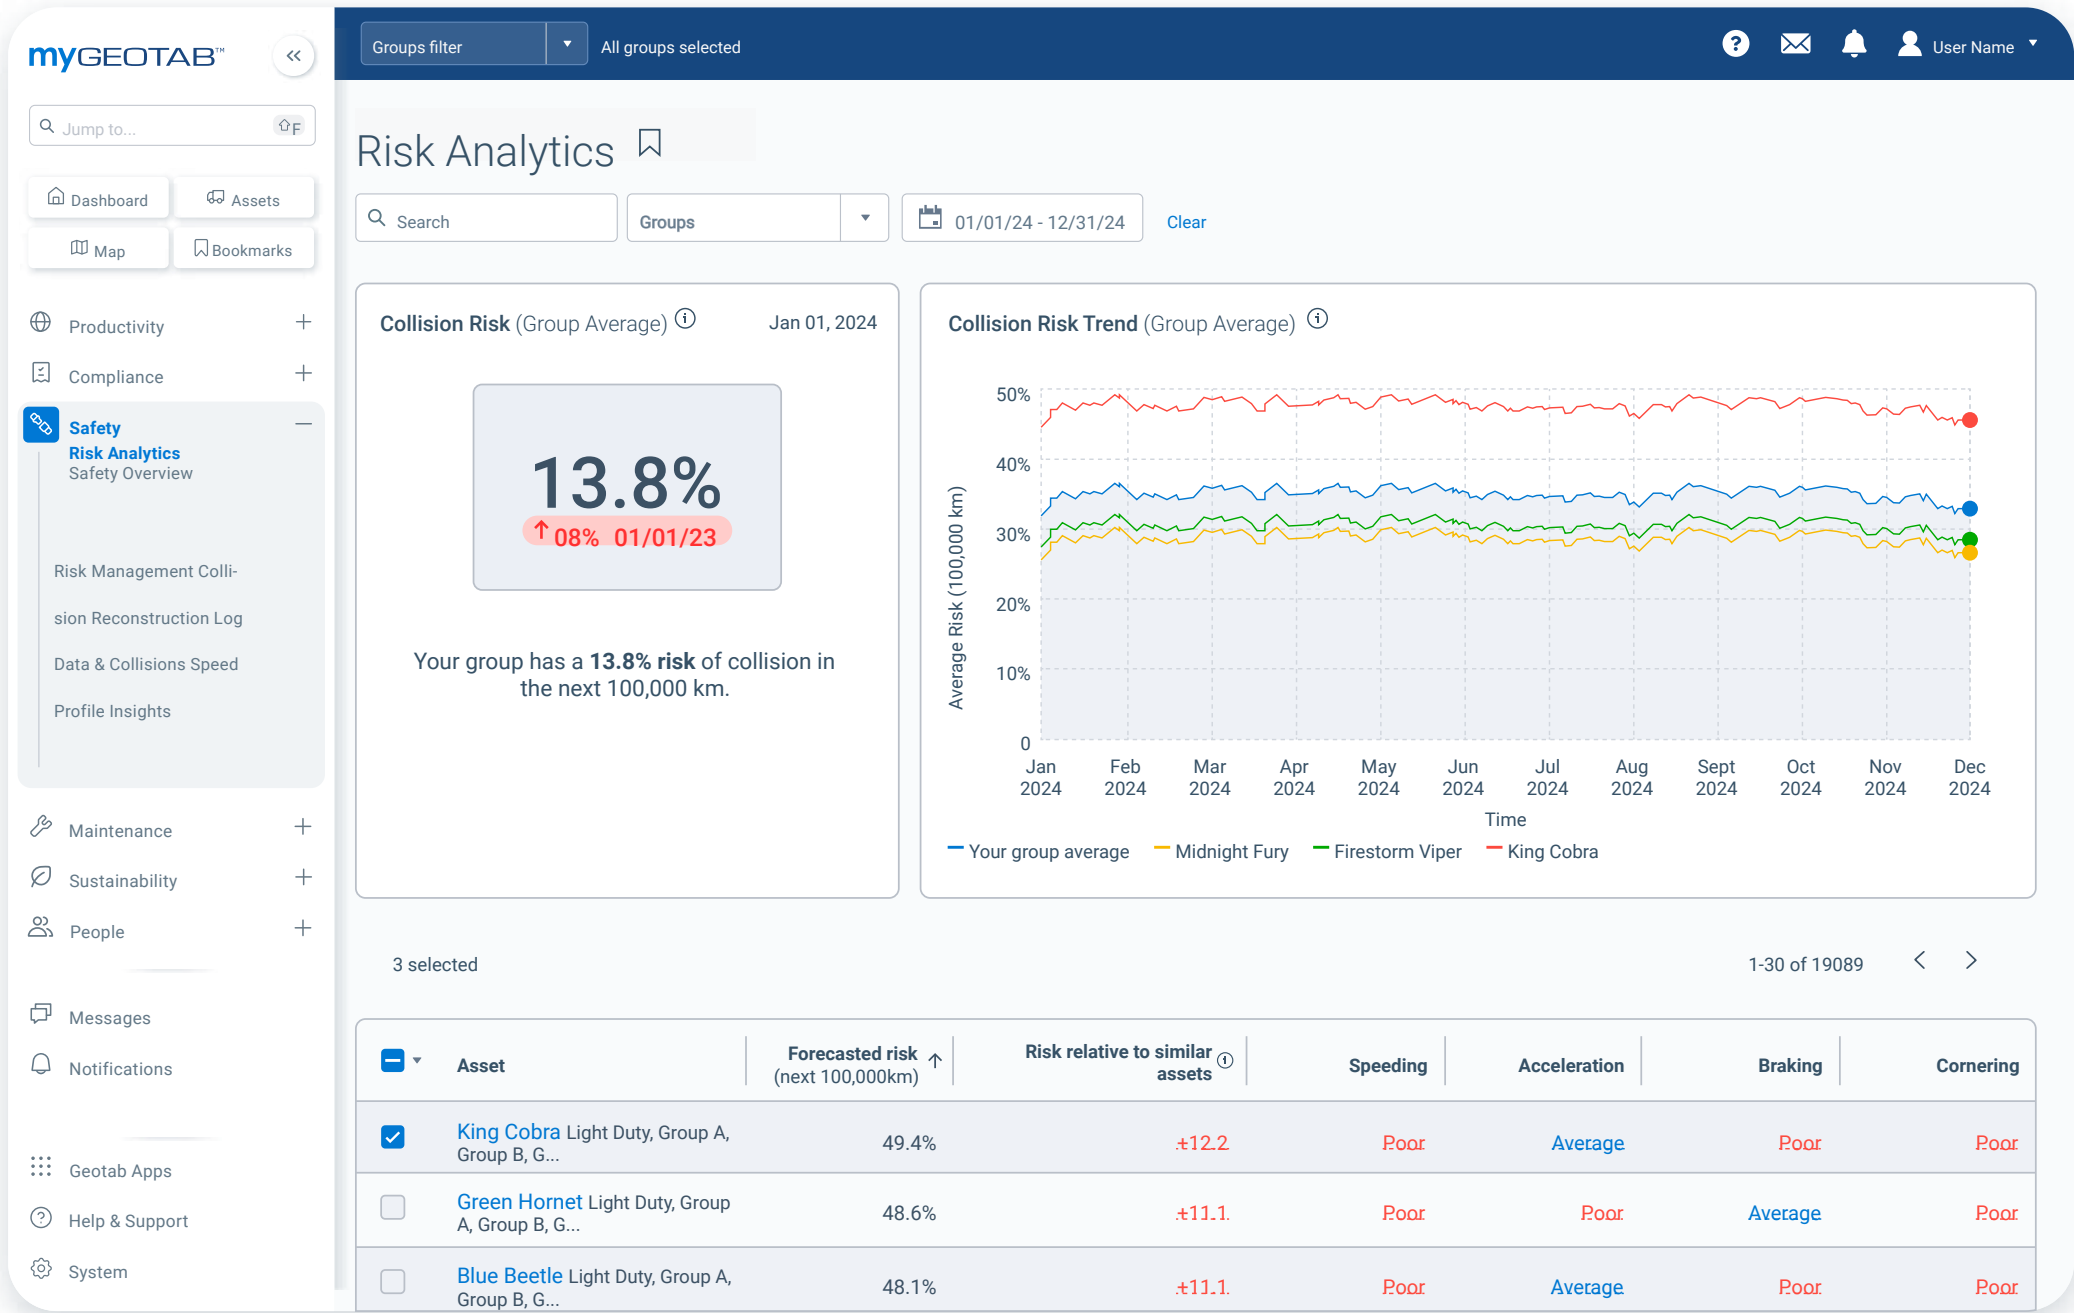 myGEOTAB™
Jump to...
F
Dashboard
Assets
Map
Bookmarks
Productivity
Compliance
Safety
Risk Analytics
Safety Overview
Risk Management Colli-
sion Reconstruction Log
Data & Collisions Speed
Profile Insights
Maintenance
Sustainability
People
Messages
Notifications
Geotab Apps
Help & Support
System
Groups filter
All groups selected
User Name
Risk Analytics
Search
Groups
01/01/24 - 12/31/24
Clear
Collision Risk (Group Average)
Jan 01, 2024
13.8%
08% 01/01/23
Your group has a 13.8% risk of collision in
the next 100,000 km.
Collision Risk Trend (Group Average)
Average Risk (100,000 km)
50%
40%
30%
20%
10%
0
Jan Feb Mar Apr May Jun Jul Aug Sept Oct Nov Dec
2024 2024 2024 2024 2024 2024 2024 2024 2024 2024 2024 2024
Time
Your group average Midnight Fury Firestorm Viper King Cobra
3 selected
1-30 of 19089
Asset
Forecasted risk
(next 100,000km)
Risk relative to similar
assets
Speeding
Acceleration
Braking
Cornering
King Cobra Light Duty, Group A,
Group B, G...
49.4%
+12.2
Poor
Average
Poor
Poor
Green Hornet Light Duty, Group
A, Group B, G...
48.6%
+11.1
Poor
Poor
Average
Poor
Blue Beetle Light Duty, Group A,
Group B, G...
48.1%
+11.1
Poor
Average
Poor
Poor